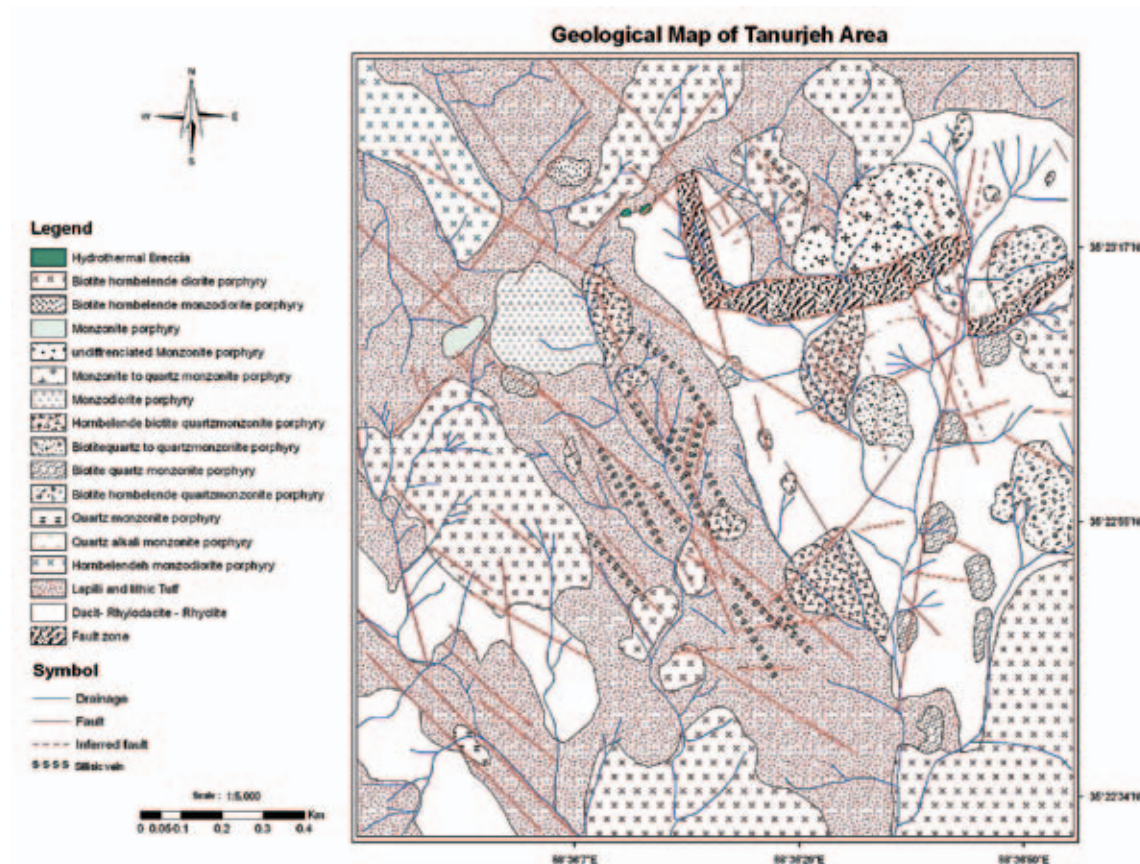 Geological Map of Tanurjeh Area
N
W E
S
Legend
Hydrothermal Breccia
Biotite hornbelende diorite porphyry
Biotite hornbelende monzodiorite porphyry
Monzonite porphyry
undiffrenciated Monzonite porphyry
Monzonite to quartz monzonite porphyry
Monzodiorite porphyry
Hornbelende biotite quartzmonzonite porphyry
Biotitequartz to quartzmonzonite porphyry
Biotite quartz monzonite porphyry
Biotite hornbelende quartzmonzonite porphyry
Quartz monzonite porphyry
Quartz alkali monzonite porphyry
Hornbelendeh monzodiorite porphyry
Lapilli and lithic Tuff
Dacit- Rhylodacite - Rhyolite
Fault zone
Symbol
Drainage
Fault
Inferred fault
Silisic vein
Scale : 1:5,000
Km
0 0.050.1 0.2 0.3 0.4